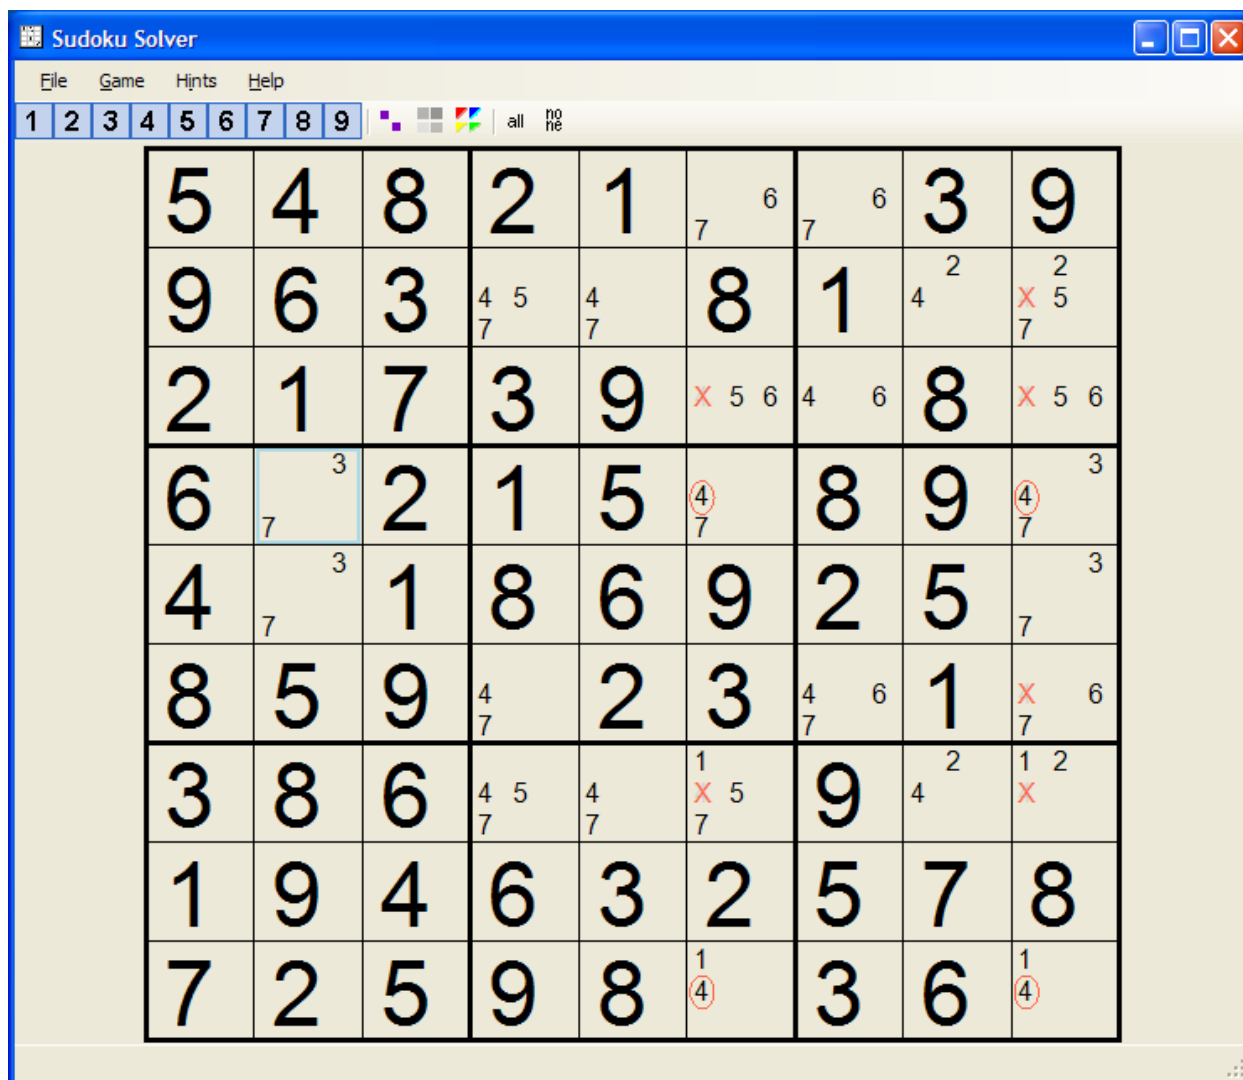 Sudoku Solver
File Game Hints Help
1 2 3 4 5 6 7 8 9 all no
ne
5 4 8 2 1 6 6 3 9
7 7
2 2
9 6 3 4 5 4 8 1 4 X 5
7 7 7
2 1 7 3 9 X 5 6 4 6 8 X 5 6
3 3
6 2 1 5 4 8 9 4
7 7 7
3 3
4 1 8 6 9 2 5
7 7
8 5 9 4 2 3 4 6 1 X 6
7 7 7
1 2 1 2
3 8 6 4 5 4 X 5 9 4 X
7 7 7
1 9 4 6 3 2 5 7 8
1 1
7 2 5 9 8 4 3 6 4